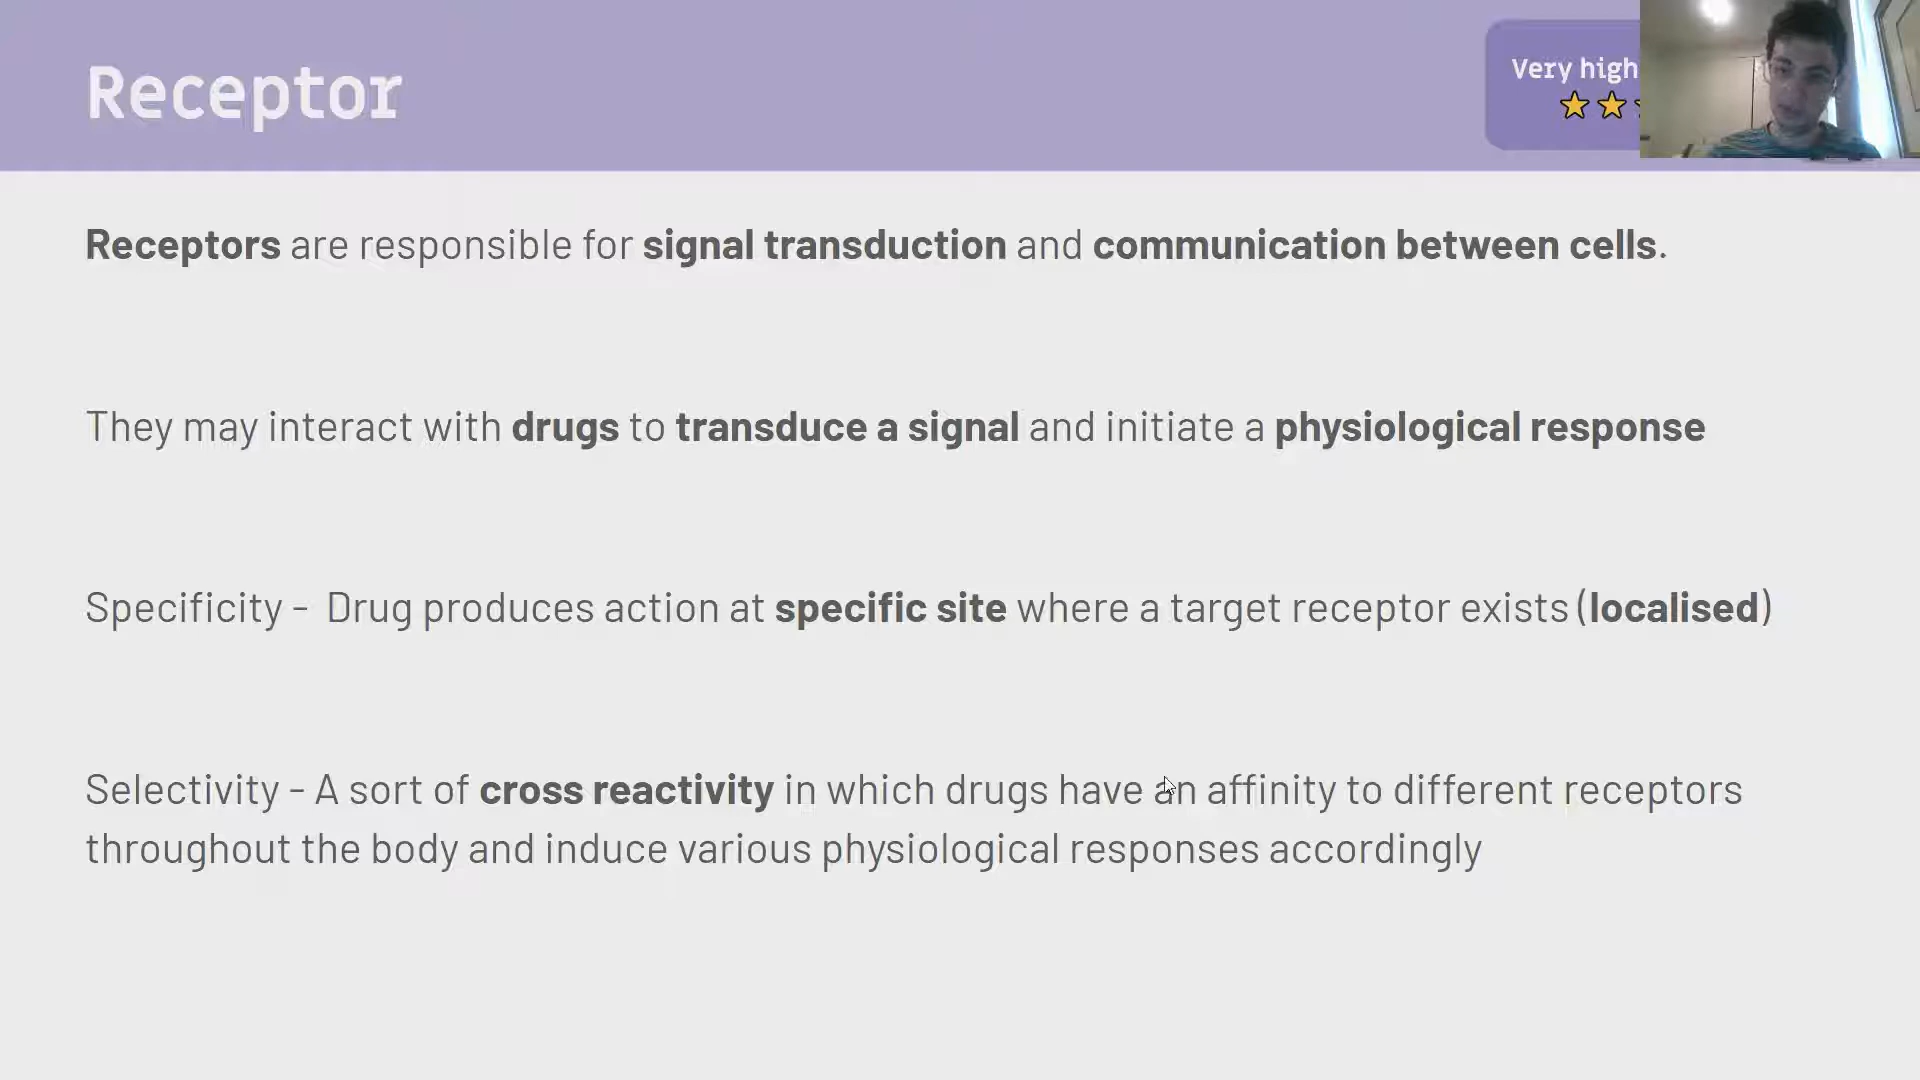 Receptor
Very high
Receptors are responsible for signal transduction and communication between cells.
They may interact with drugs to transduce a signal and initiate a physiological response
Specificity - Drug produces action at specific site where a target receptor exists (localised)
Selectivity - A sort of cross reactivity in which drugs have an affinity to different receptors
throughout the body and induce various physiological responses accordingly